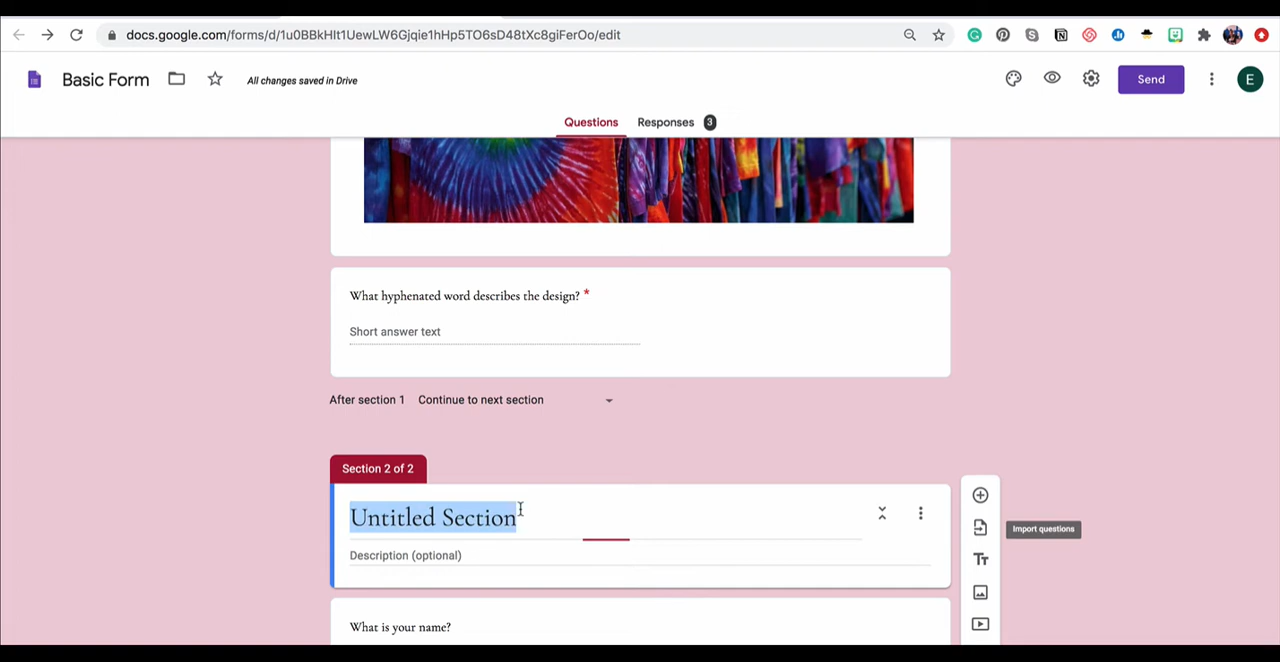 docs.google.com/forms/d/1u0BBkHIt1UewLW6Gjqie1hHp5TO6sD48tXc8giFerOo/edit
Basic Form
All changes saved in Drive
Send
E
Questions
Responses 3
What hyphenated word describes the design? *
Short answer text
After section 1 Continue to next section
Section 2 of 2
Untitled Section
Description (optional)
Import questions
Tт
What is your name?